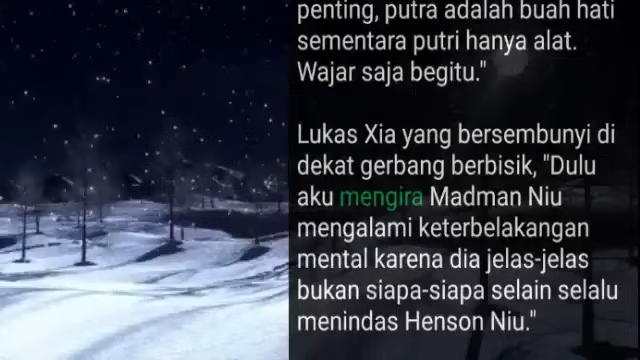 penting, putra adalah buah hati
sementara putri hanya alat.
Wajar saja begitu."
Lukas Xia yang bersembunyi di
dekat gerbang berbisik, "Dulu
aku mengira Madman Niu
mengalami keterbelakangan
mental karena dia jelas-jelas
bukan siapa-siapa selain selalu
menindas Henson Niu."